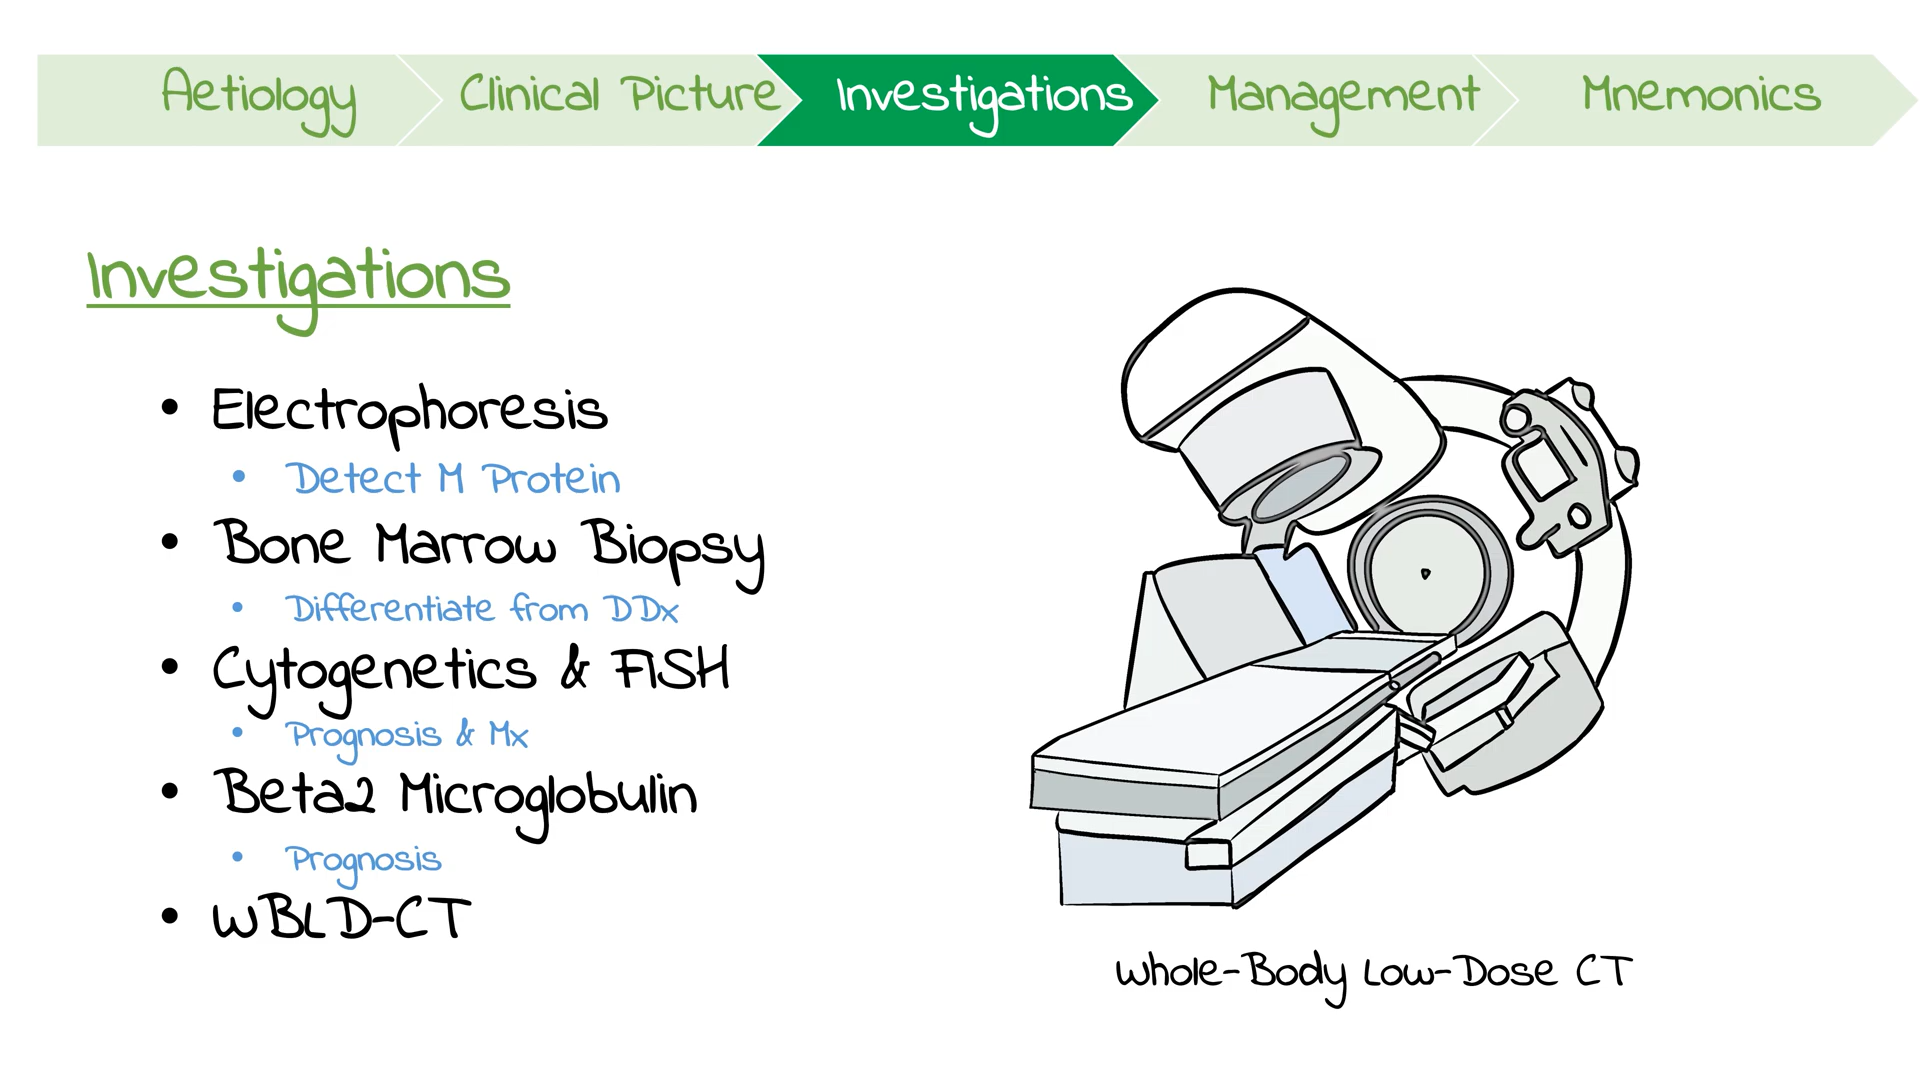 Aetiology
Clinical Picture
Investigations
Management
Mnemonics
Investigations
• Electrophoresis
• Detect M Protein
• Bone Marrow Biopsy
• Differentiate from DDx
• Cytogenetics & FISH
• Prognosis & Mx
• Beta2 Microglobulin
• Prognosis
• WBLD-CT
Whole-Body Low-Dose CT